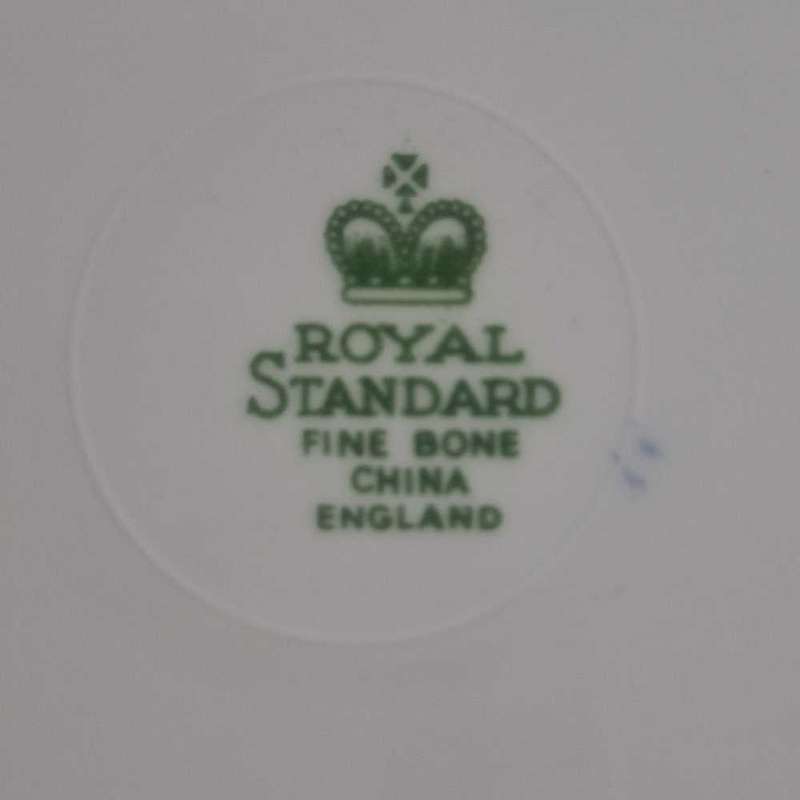 ROYAL
STANDARD
FINE BONE
CHINA
ENGLAND